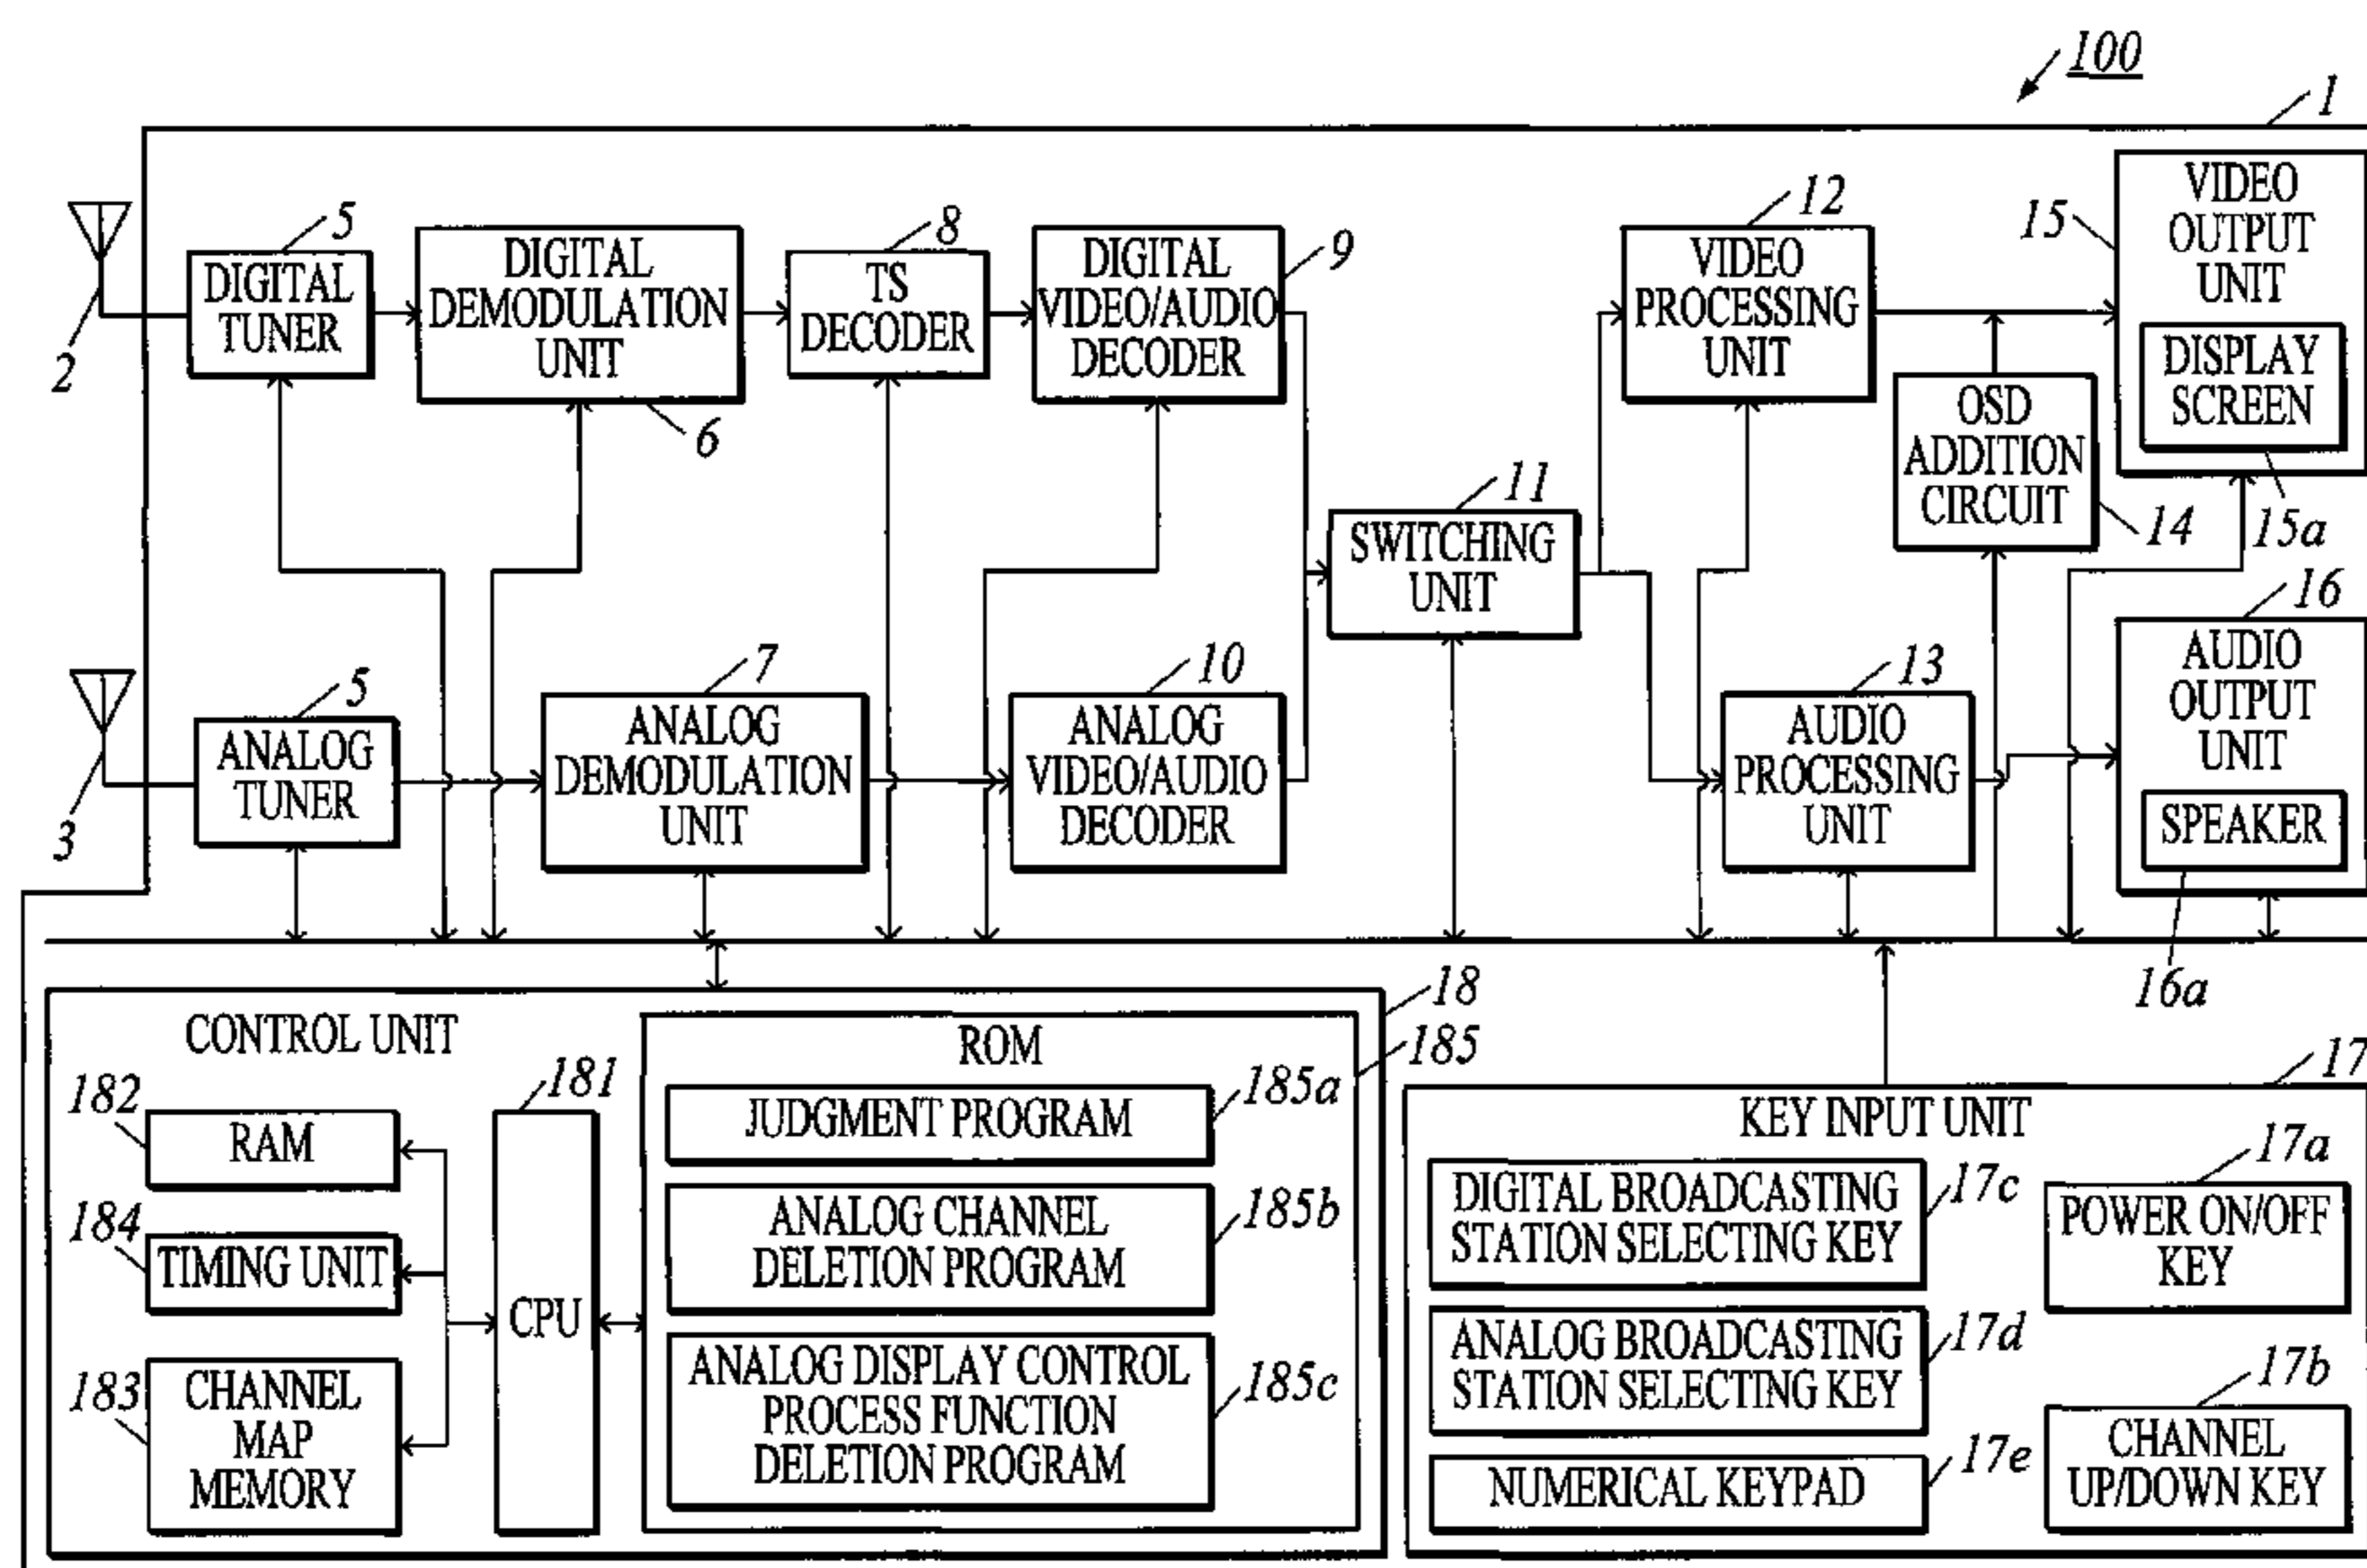 100
1
2
5
DIGITAL
TUNER
DIGITAL
DEMODULATION
UNIT
6
8
TS
DECODER
DIGITAL
VIDEO/AUDIO
DECODER
9
11
SWITCHING
UNIT
12
VIDEO
PROCESSING
UNIT
OSD
ADDITION
CIRCUIT
14
15
VIDEO
OUTPUT
UNIT
DISPLAY
SCREEN
15a
3
5
ANALOG
TUNER
7
ANALOG
DEMODULATION
UNIT
10
ANALOG
VIDEO/AUDIO
DECODER
13
AUDIO
PROCESSING
UNIT
16
AUDIO
OUTPUT
UNIT
SPEAKER
16a
18
CONTROL UNIT
182
RAM
184
TIMING UNIT
183
CHANNEL
MAP
MEMORY
181
CPU
185
ROM
JUDGMENT PROGRAM
185a
ANALOG CHANNEL
DELETION PROGRAM
185b
ANALOG DISPLAY CONTROL
PROCESS FUNCTION
DELETION PROGRAM
185c
17
KEY INPUT UNIT
DIGITAL BROADCASTING
STATION SELECTING KEY
17c
ANALOG BROADCASTING
STATION SELECTING KEY
17d
NUMERICAL KEYPAD
17e
17a
POWER ON/OFF
KEY
17b
CHANNEL
UP/DOWN KEY